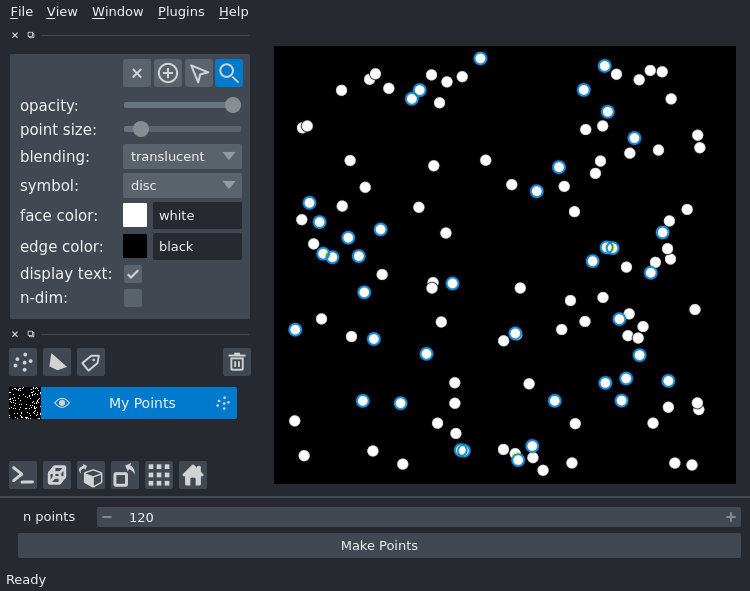 File View Window Plugins Help
opacity:
point size:
blending: translucent
symbol: disc
face color: white
edge color: black
display text:
n-dim:
My Points
n points 120
Make Points
Ready